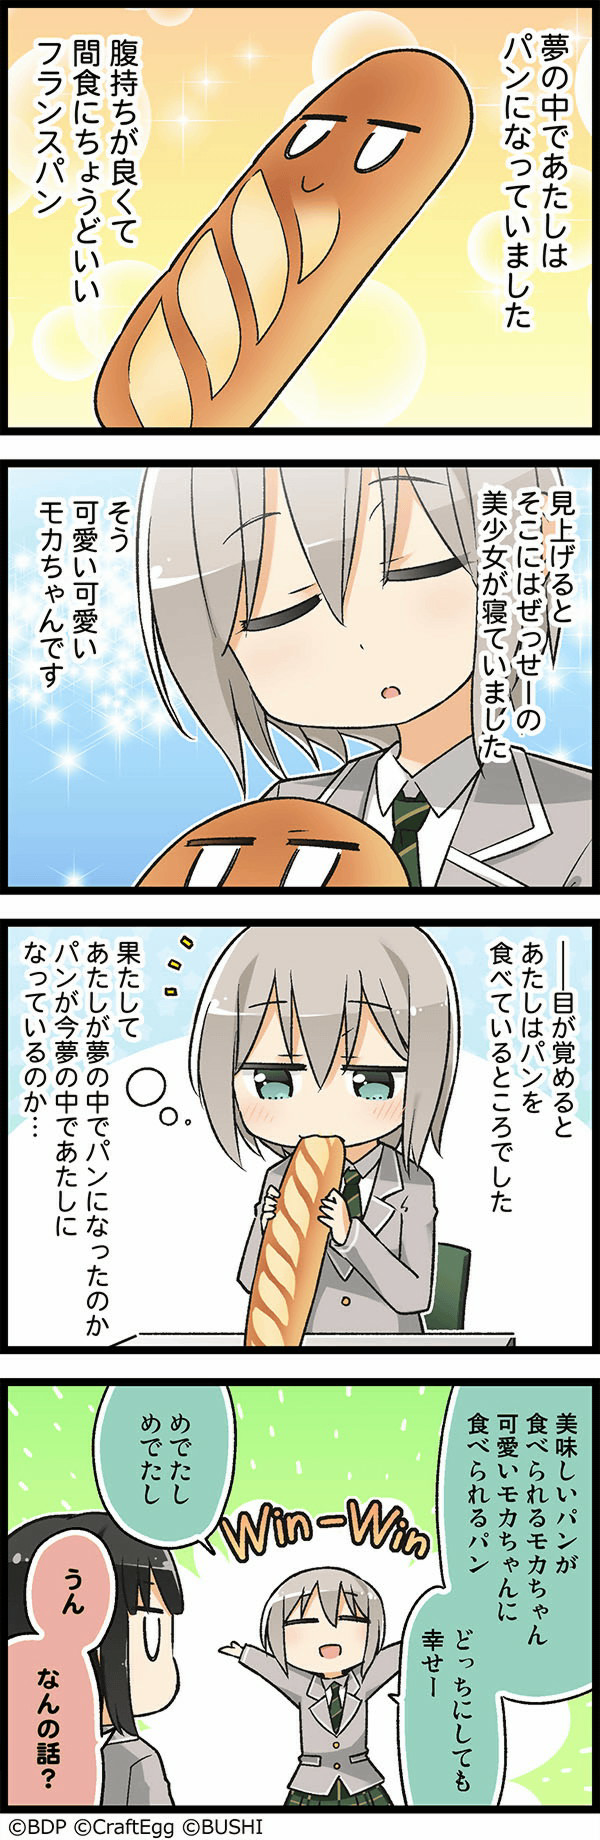 夢の中であたしは
パンになっていました
腹持ちが良くて
間食にちょうどいい
フランスパン
見上げると
そこにはぜっせーの
美少女が寝ていました
そう
可愛い可愛い
モカちゃんです
──目が覚めると
あたしはパンを
食べているところでした
果たして
あたしが夢の中でパンになったのか
パンが今夢の中であたしに
なっているのか…
美味しいパンが
食べられるモカちゃん
可愛いモカちゃんに
食べられるパン
どっちにしても
幸せー
Win-Win
めでたし
めでたし
うん
なんの話?
©BDP ©CraftEgg ©BUSHI